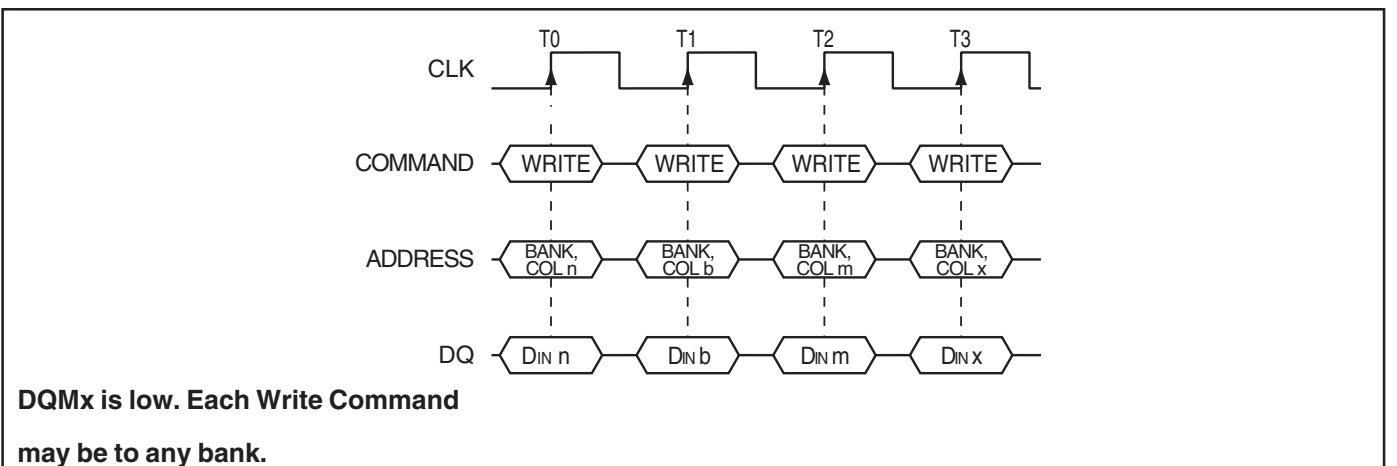 T0 T1 T2 T3
CLK
COMMAND WRITE WRITE WRITE WRITE
BANK, BANK, BANK, BANK,
ADDRESS
COL n COL b COL m COL x
DQ DIN n DIN b DIN m DIN x
DQMx is low. Each Write Command
may be to any bank.